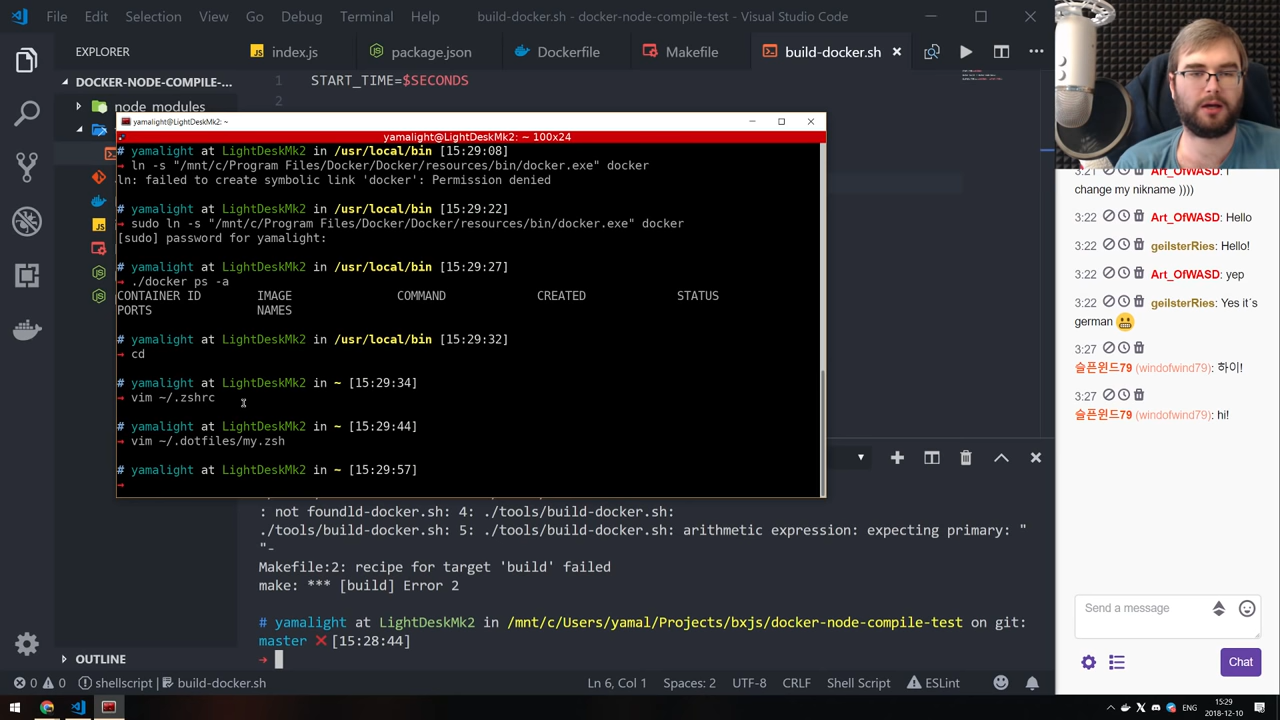 File Edit Selection View Go Debug Terminal Help build-docker.sh - docker-node-compile-test - Visual Studio Code
EXPLORER
index.js package.json Dockerfile Makefile build-docker.sh
DOCKER-NODE-COMPILE-...
node_modules
1 START_TIME=$SECONDS
2
yamalight@LightDeskMk2: ~
yamalight@LightDeskMk2: ~ 100x24
# yamalight at LightDeskMk2 in /usr/local/bin [15:29:08]
→ ln -s "/mnt/c/Program Files/Docker/Docker/resources/bin/docker.exe" docker
ln: failed to create symbolic link 'docker': Permission denied
# yamalight at LightDeskMk2 in /usr/local/bin [15:29:22]
→ sudo ln -s "/mnt/c/Program Files/Docker/Docker/resources/bin/docker.exe" docker
[sudo] password for yamalight:
# yamalight at LightDeskMk2 in /usr/local/bin [15:29:27]
→ ./docker ps -a
CONTAINER ID IMAGE COMMAND CREATED STATUS
PORTS NAMES
# yamalight at LightDeskMk2 in /usr/local/bin [15:29:32]
→ cd
# yamalight at LightDeskMk2 in ~ [15:29:34]
→ vim ~/.zshrc
# yamalight at LightDeskMk2 in ~ [15:29:44]
→ vim ~/.dotfiles/my.zsh
# yamalight at LightDeskMk2 in ~ [15:29:57]
→
: not foundld-docker.sh: 4: ./tools/build-docker.sh:
./tools/build-docker.sh: 5: ./tools/build-docker.sh: arithmetic expression: expecting primary: "
"-
Makefile:2: recipe for target 'build' failed
make: *** [build] Error 2
# yamalight at LightDeskMk2 in /mnt/c/Users/yamal/Projects/bxjs/docker-node-compile-test on git:
master ❌ [15:28:44]
→
OUTLINE
0 0 shellscript | build-docker.sh Ln 6, Col 1 Spaces: 2 UTF-8 CRLF Shell Script ESLint
3:21 Art_OfWASD: I
change my nikname ))))
3:22 Art_OfWASD: Hello
3:22 geilsterRies: Hello!
3:22 Art_OfWASD: yep
3:22 geilsterRies: Yes it´s
german
3:27
슬픈윈드79 (windofwind79): 하이!
3:27
슬픈윈드79 (windofwind79): hi!
Send a message
Chat
ENG
15:29
2018-12-10